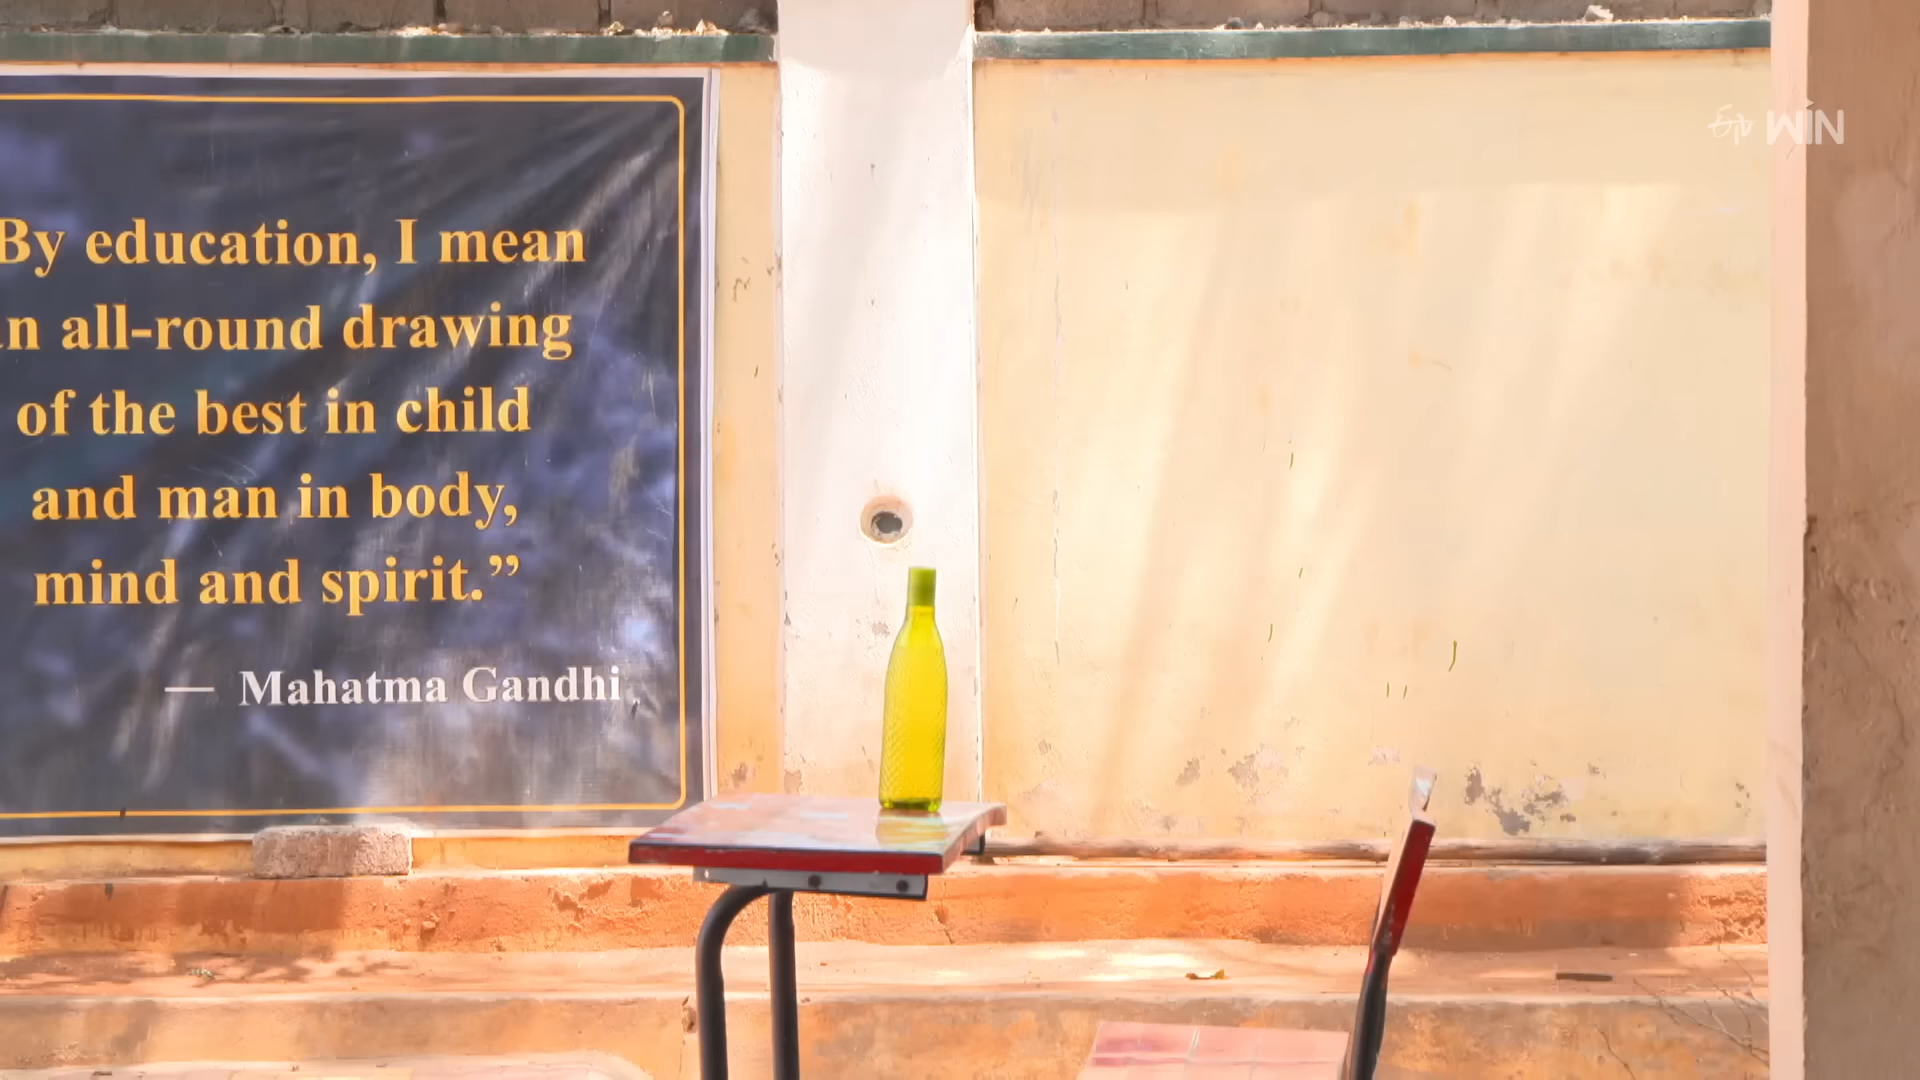 By education, I mean
n all-round drawing
of the best in child
and man in body,
mind and spirit.”
— Mahatma Gandhi
ETV WIN